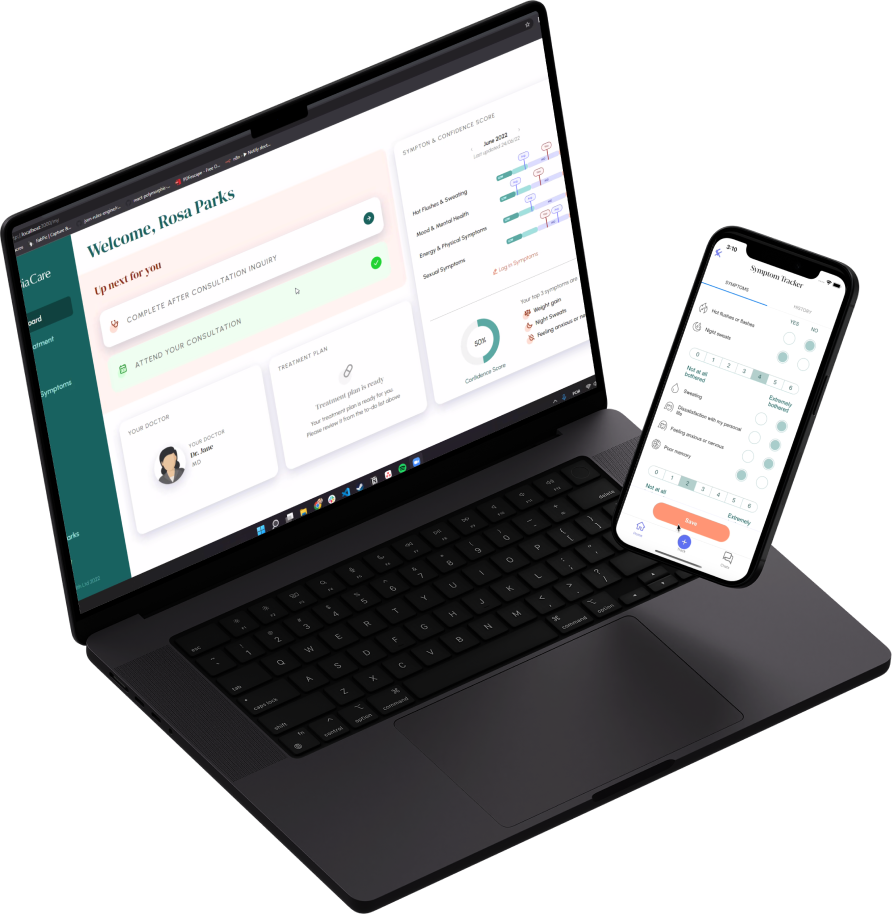 iaCare
oard
atment
Symptoms
arks
Welcome, Rosa Parks
Up next for you
COMPLETE AFTER CONSULTATION INQUIRY
ATTEND YOUR CONSULTATION
YOUR DOCTOR
YOUR DOCTOR
Dr. Jane
MD
TREATMENT PLAN
Treatment plan is ready
Your treatment plan is ready for you.
Please review it from the to-do list above
SYMPTON & CONFIDENCE SCORE
June 2022
Last updated 24/06/22
Hot Flushes & Sweating
Mood & Mental Health
Energy & Physical Symptoms
Sexual Symptoms
Log in Symptoms
50%
Confidence Score
Your top 3 symptoms are
Weight gain
Night Sweats
Feeling anxious or ne
esc
delete
tab
Q W E R T Y U I O P
caps lock
A S D F G H J K L
shift
Z X C V B N M
fn
control
option
command
command
option
3:10
Symptom Tracker
SYMPTOMS
HISTORY
YES NO
Hot flushes or flashes
Night sweats
0 1 2 3 4 5 6
Not at all bothered
Extremely bothered
Sweating
Dissatisfaction with my personal life
Feeling anxious or nervous
Poor memory
0 1 2 3 4 5 6
Not at all
Extremely
Save